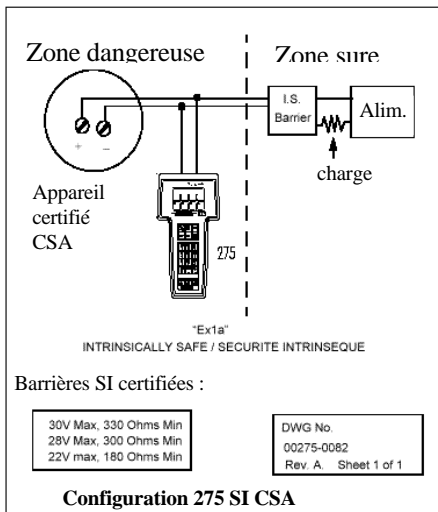 Zone dangereuse
Zone sure
I.S.
Barrier
Alim.
+ –
charge
Appareil
certifié
CSA
275
"Ex1a"
INTRINSICALLY SAFE / SECURITE INTRINSEQUE
Barrières SI certifiées :
30V Max, 330 Ohms Min
28V Max, 300 Ohms Min
22V max, 180 Ohms Min
DWG No.
00275-0082
Rev. A. Sheet 1 of 1
Configuration 275 SI CSA